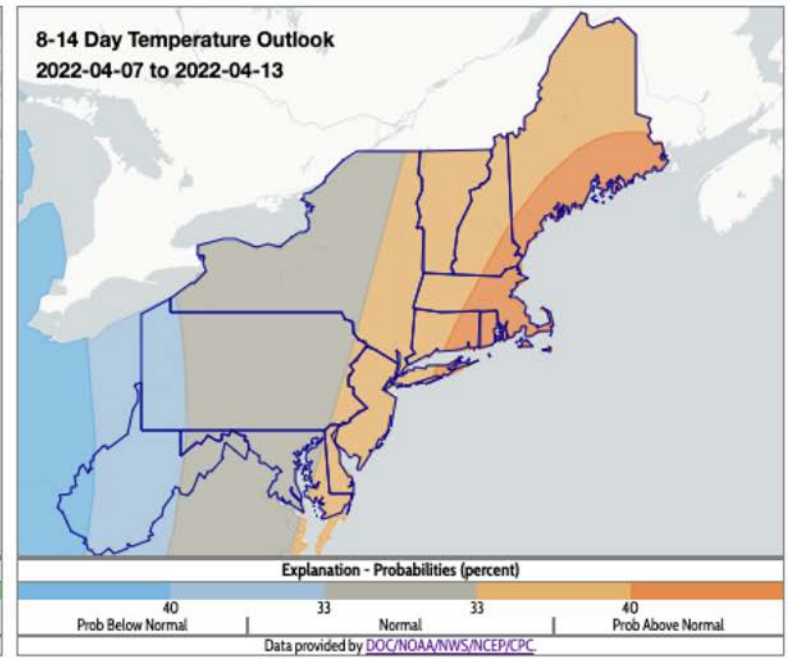 8-14 Day Temperature Outlook
2022-04-07 to 2022-04-13
Explanation - Probabilities (percent)
40 33 33 40
Prob Below Normal | Normal | Prob Above Normal
Data provided by DOC/NOAA/NWS/NCEP/CPC.